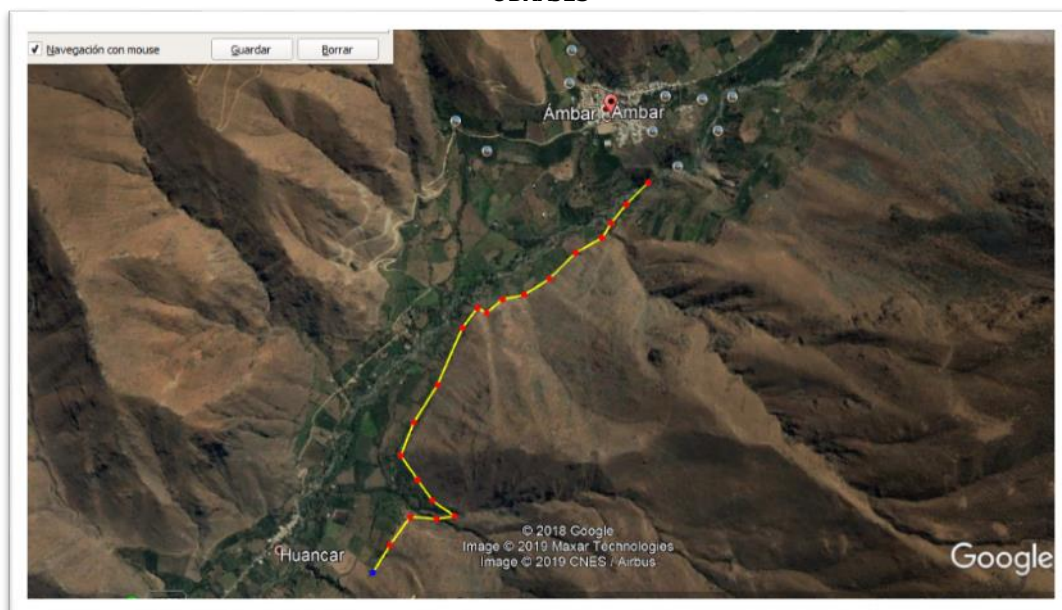 Navegación con mouse
Guardar
Borrar
Ámbar
Ámbar
Huancar
© 2018 Google
Image © 2019 Maxar Technologies
Image © 2019 CNES / Airbus
Google